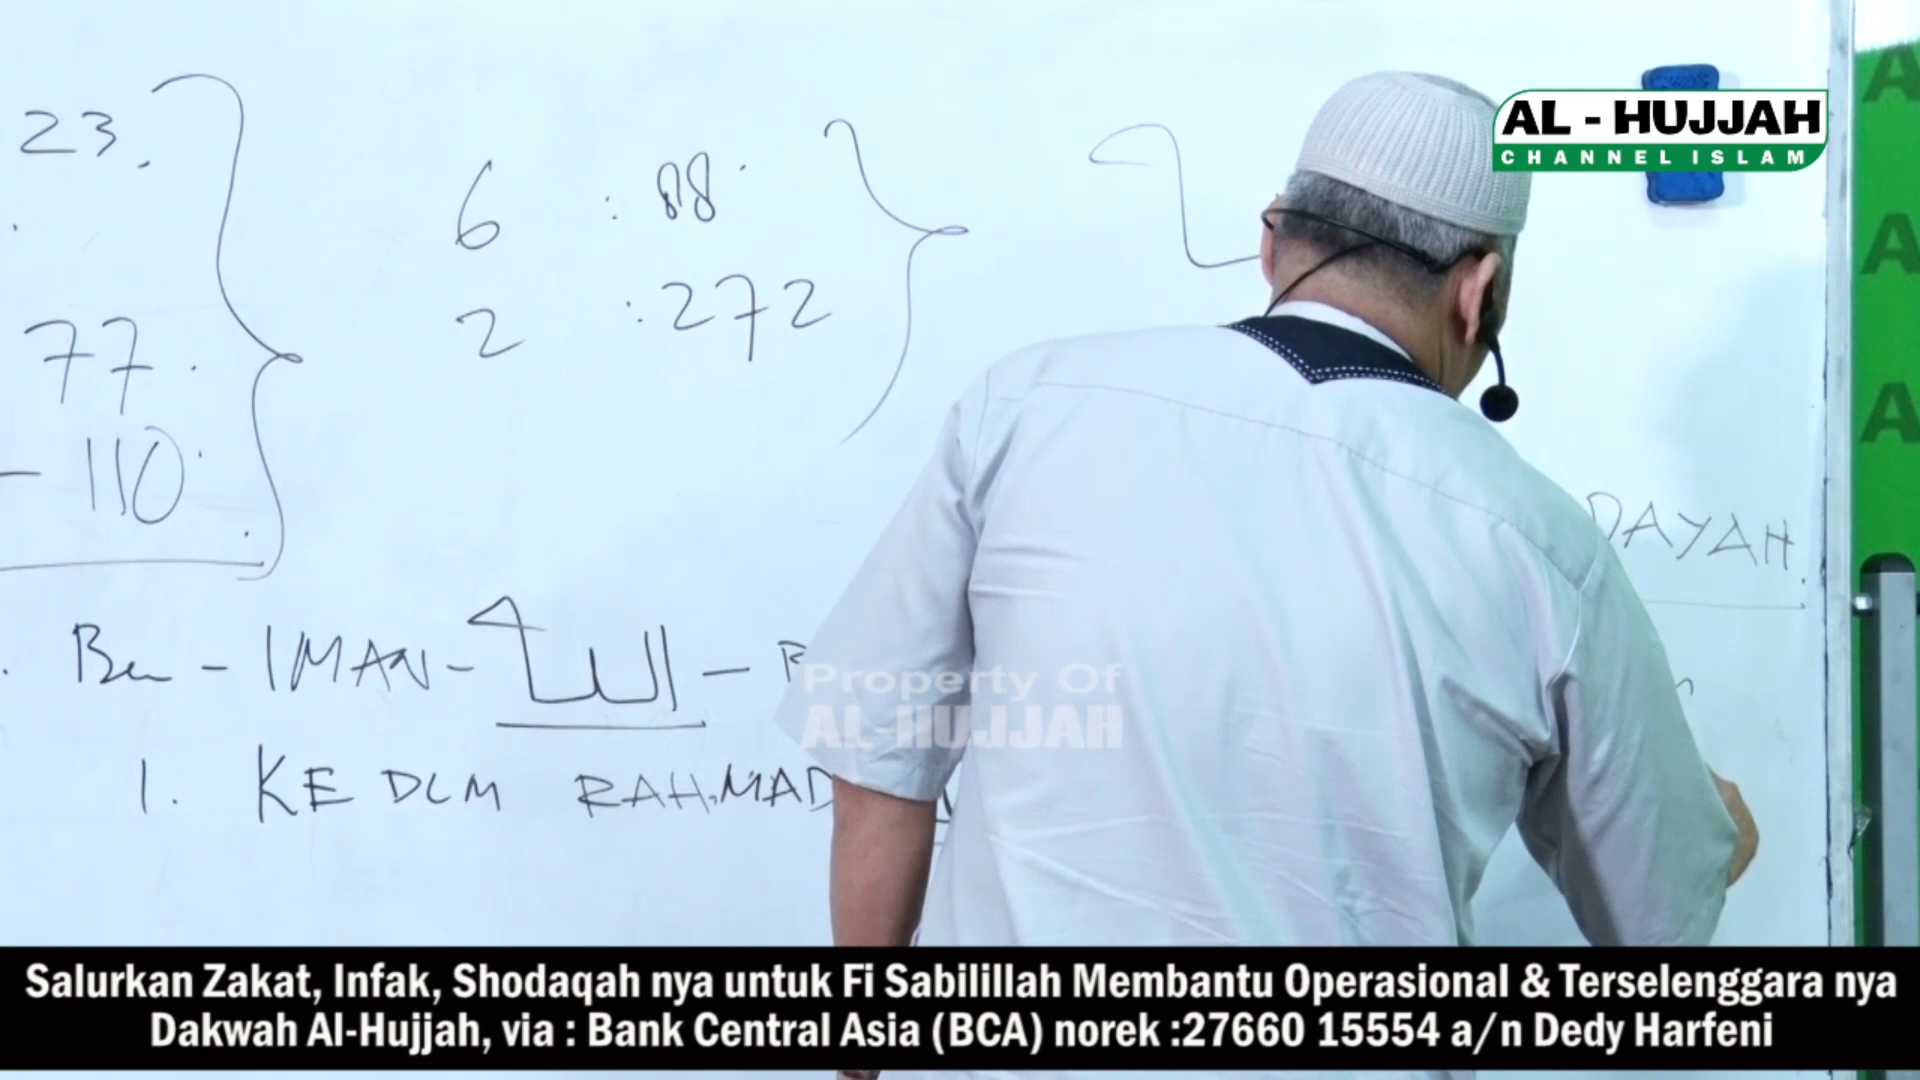 23.
6 : 88.
2 : 272
77.
- 110.
DAYAH.
Ber - IMAN - الله -
1. KE DLM RAHMAD
AL - HUJJAH
CHANNEL ISLAM
A
A
A
Property Of
AL-HUJJAH
Salurkan Zakat, Infak, Shodaqah nya untuk Fi Sabilillah Membantu Operasional & Terselenggara nya
Dakwah Al-Hujjah, via : Bank Central Asia (BCA) norek :27660 15554 a/n Dedy Harfeni